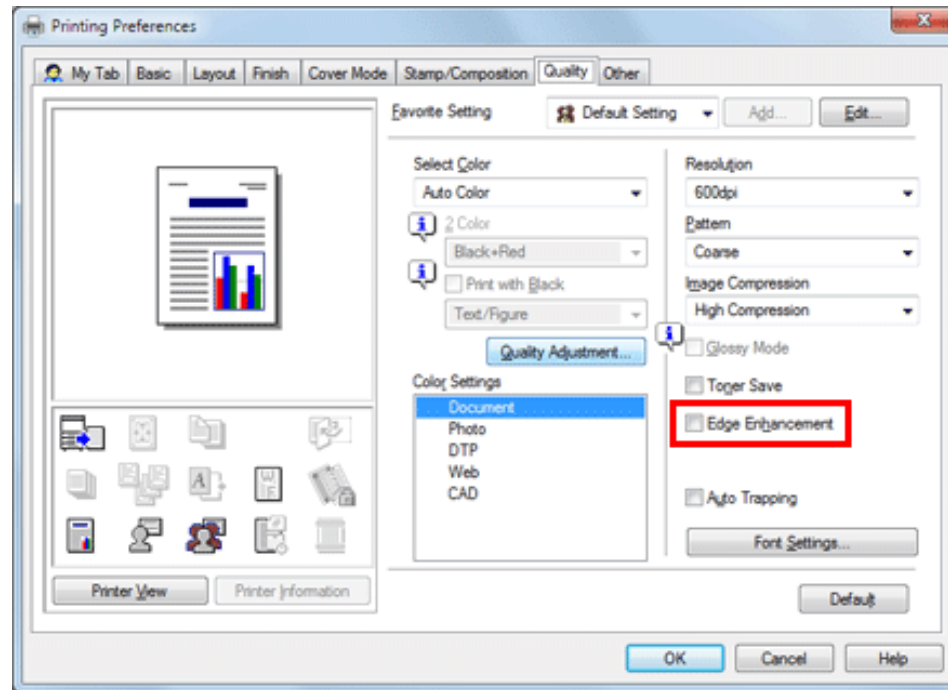 Printing Preferences
My Tab Basic Layout Finish Cover Mode Stamp/Composition Quality Other
Favorite Setting Default Setting Add... Edit...
Select Color
Auto Color
2 Color
Black+Red
Print with Black
Text/Figure
Quality Adjustment...
Color Settings
Document
Photo
DTP
Web
CAD
Resolution
600dpi
Pattern
Coarse
Image Compression
High Compression
Glossy Mode
Toner Save
Edge Enhancement
Auto Trapping
Font Settings...
Printer View Printer Information
Default
OK Cancel Help